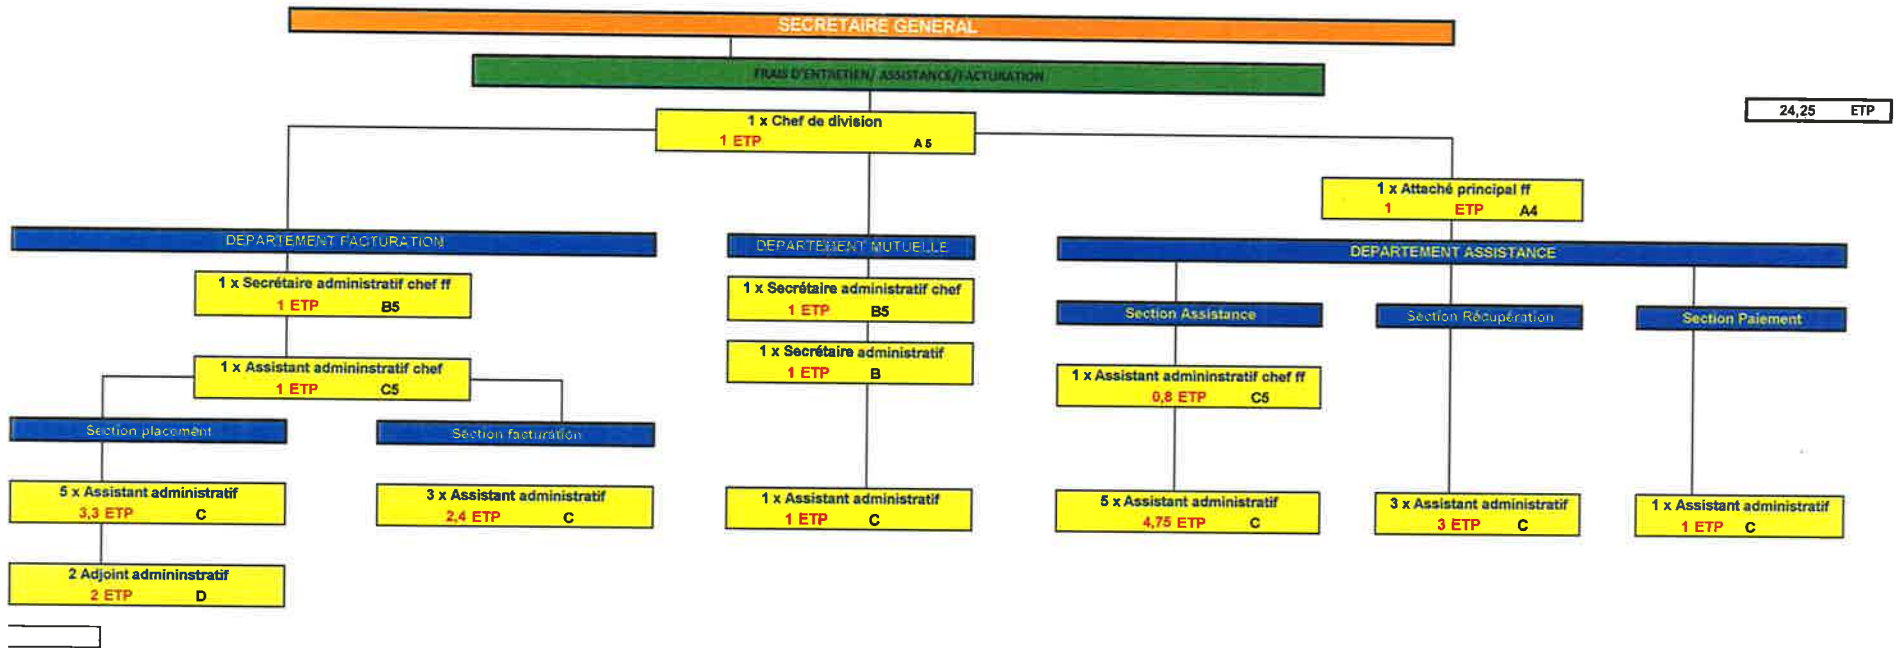 SECRETAIRE GENERAL
FRAIS D'ENTRETIEN/ ASSISTANCE/FACTURATION
24,25 ETP
1 x Chef de division
1 ETP A 5
1 x Attaché principal ff
1 ETP A4
DEPARTEMENT FACTURATION
DEPARTEMENT MUTUELLE
DEPARTEMENT ASSISTANCE
1 x Secrétaire administratif chef ff
1 ETP B5
1 x Secrétaire administratif chef
1 ETP B5
Section Assistance
Section Récupération
Section Paiement
1 x Secrétaire administratif
1 ETP B
1 x Assistant admininstratif chef
1 ETP C5
1 x Assistant admininstratif chef ff
0,8 ETP C5
Section placement
Section facturation
5 x Assistant administratif
3,3 ETP C
3 x Assistant administratif
2,4 ETP C
1 x Assistant administratif
1 ETP C
5 x Assistant administratif
4,75 ETP C
3 x Assistant administratif
3 ETP C
1 x Assistant administratif
1 ETP C
2 Adjoint admininstratif
2 ETP D